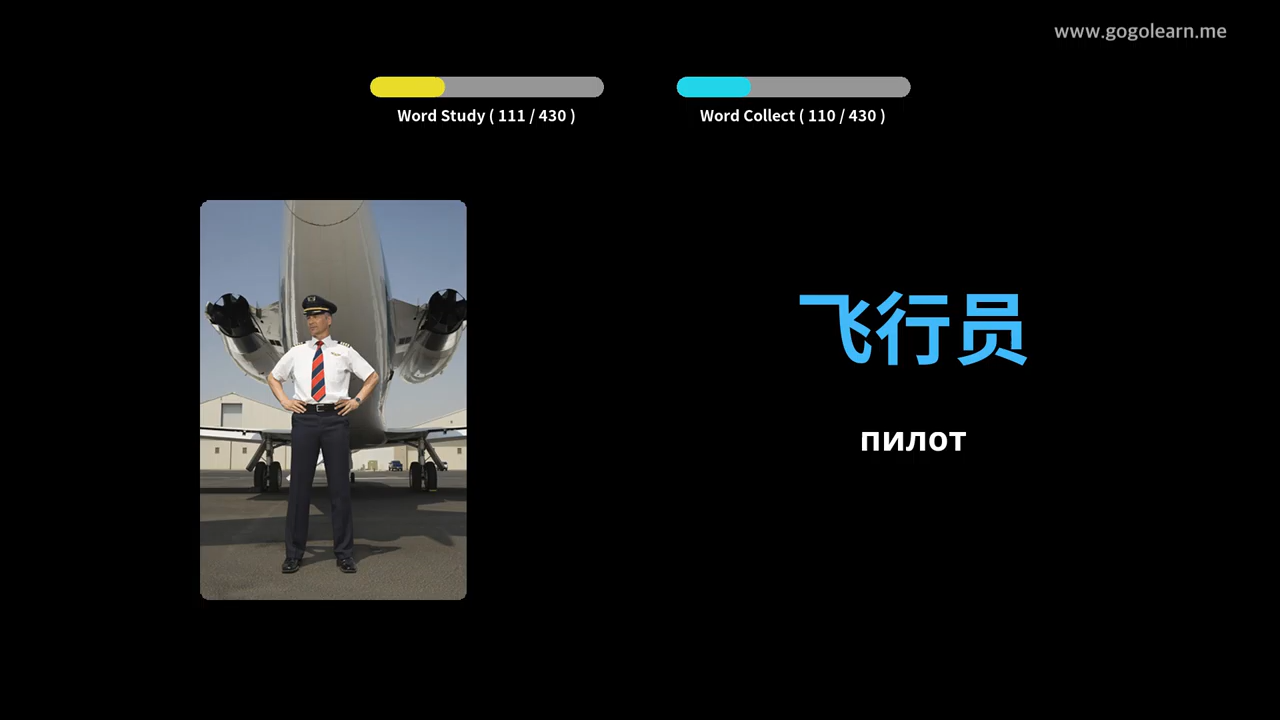 www.gogolearn.me
Word Study ( 111 / 430 )
Word Collect ( 110 / 430 )
飞行员
пилот